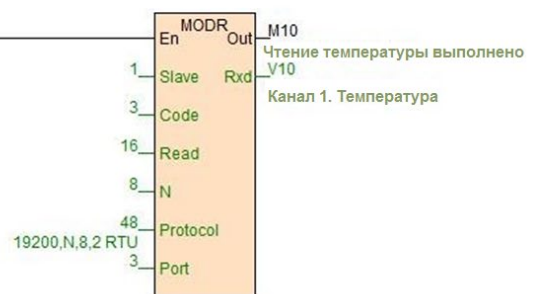 MODR
En Out M10
Чтение температуры выполнено
1 Slave Rxd V10
Канал 1. Температура
3 Code
16 Read
8 N
48 Protocol
19200,N,8,2 RTU
3 Port